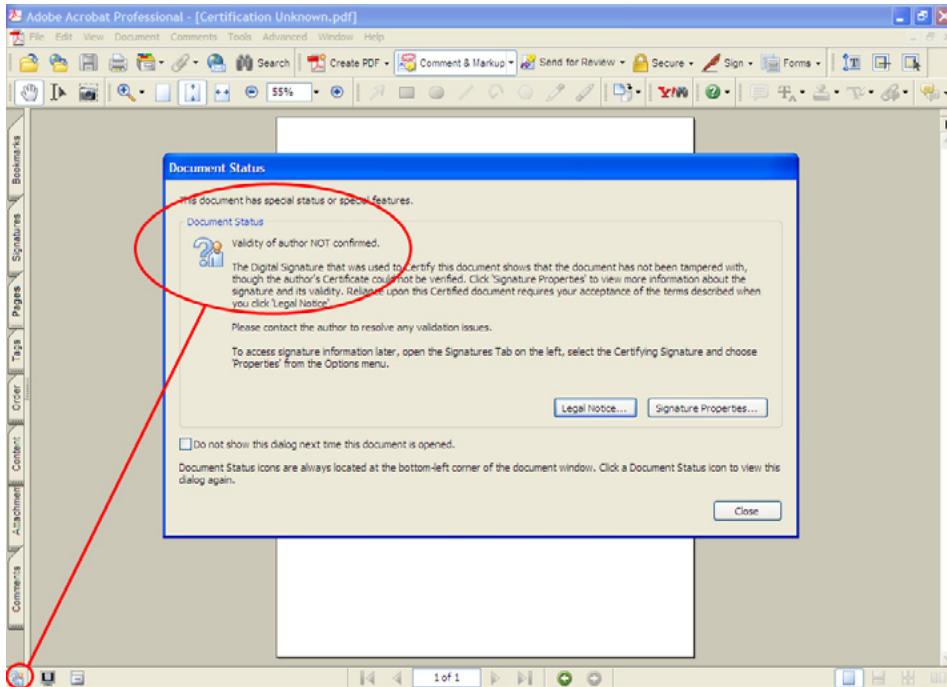 Adobe Acrobat Professional - [Certification Unknown.pdf]
File Edit View Document Comments Tools Advanced Window Help
Search Create PDF Comment & Markup Send for Review Secure Sign Forms
55% Y!
Bookmarks
Signatures
Pages
Tags
Order
Content
Attachmen
Comments
Document Status
This document has special status or special features.
Document Status
Validity of author NOT confirmed.
The Digital Signature that was used to Certify this document shows that the document has not been tampered with,
though the author's Certificate could not be verified. Click 'Signature Properties' to view more information about the
signature and its validity. Reliance upon this Certified document requires your acceptance of the terms described when
you click 'Legal Notice'.
Please contact the author to resolve any validation issues.
To access signature information later, open the Signatures Tab on the left, select the Certifying Signature and choose
'Properties' from the Options menu.
Legal Notice... Signature Properties...
Do not show this dialog next time this document is opened.
Document Status icons are always located at the bottom-left corner of the document window. Click a Document Status icon to view this
dialog again.
Close
1 of 1